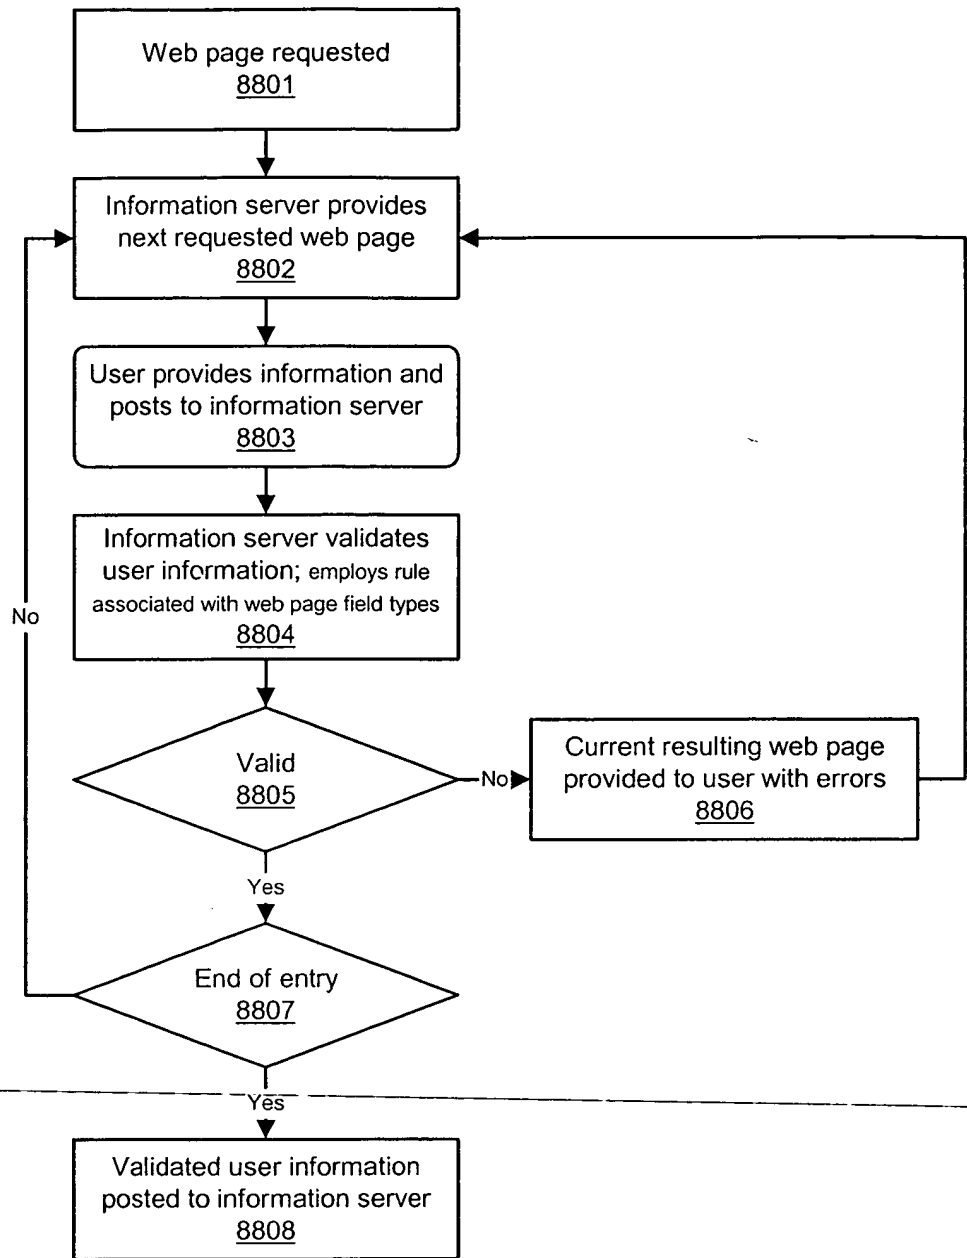 Web page requested
8801
Information server provides
next requested web page
8802
User provides information and
posts to information server
8803
Information server validates
user information; employs rule
associated with web page field types
8804
No
Valid
8805
No
Current resulting web page
provided to user with errors
8806
Yes
End of entry
8807
Yes
Validated user information
posted to information server
8808